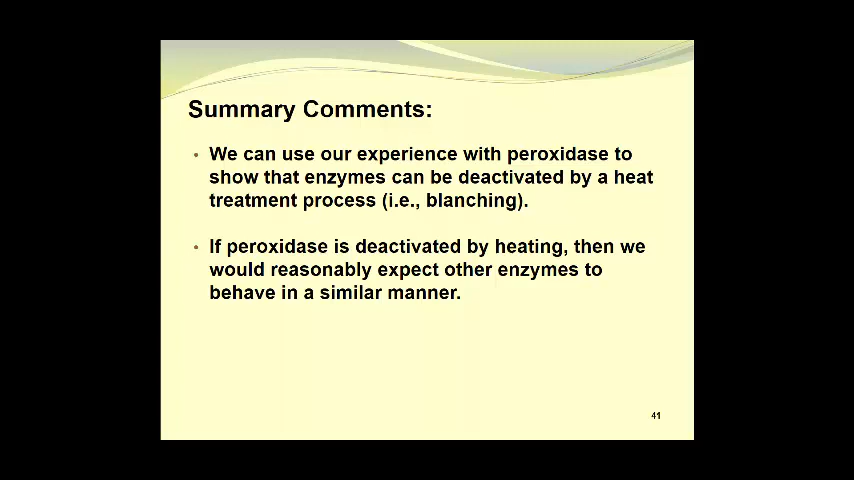 Summary Comments:
• We can use our experience with peroxidase to
show that enzymes can be deactivated by a heat
treatment process (i.e., blanching).
• If peroxidase is deactivated by heating, then we
would reasonably expect other enzymes to
behave in a similar manner.
41